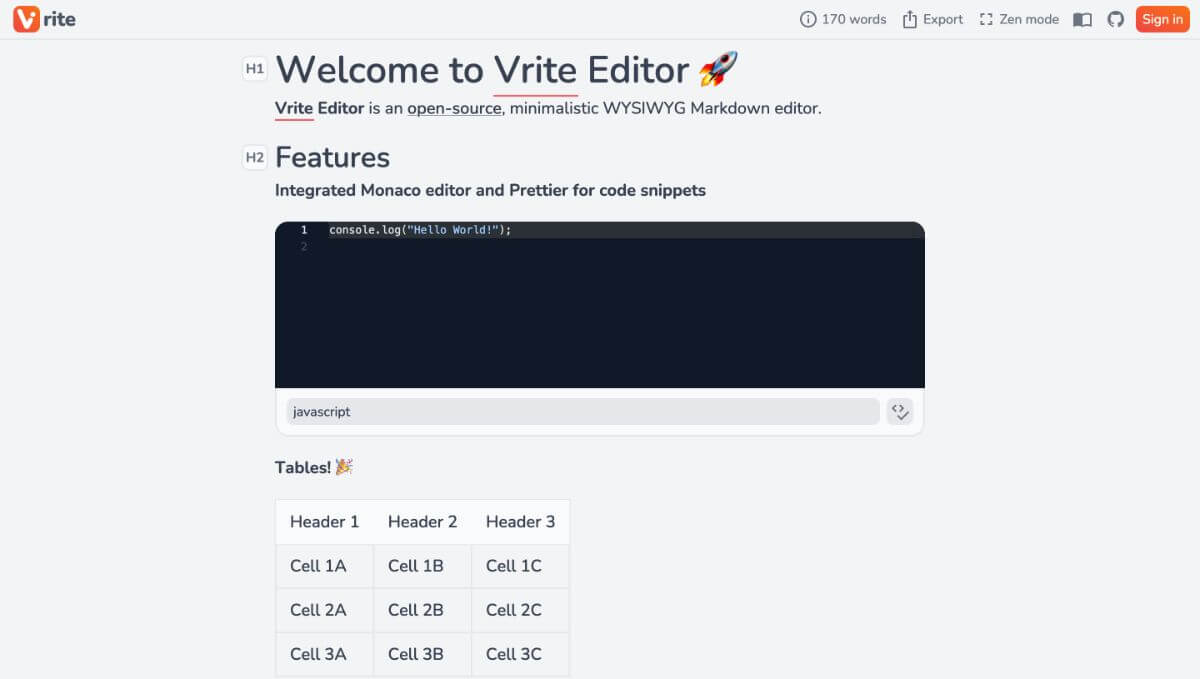 Vrite 170 words Export Zen mode Sign in
H1 Welcome to Vrite Editor 🚀
Vrite Editor is an open-source, minimalistic WYSIWYG Markdown editor.
H2 Features
Integrated Monaco editor and Prettier for code snippets
1 console.log("Hello World!");
2
javascript
Tables! 🎉
Header 1 Header 2 Header 3
Cell 1A Cell 1B Cell 1C
Cell 2A Cell 2B Cell 2C
Cell 3A Cell 3B Cell 3C